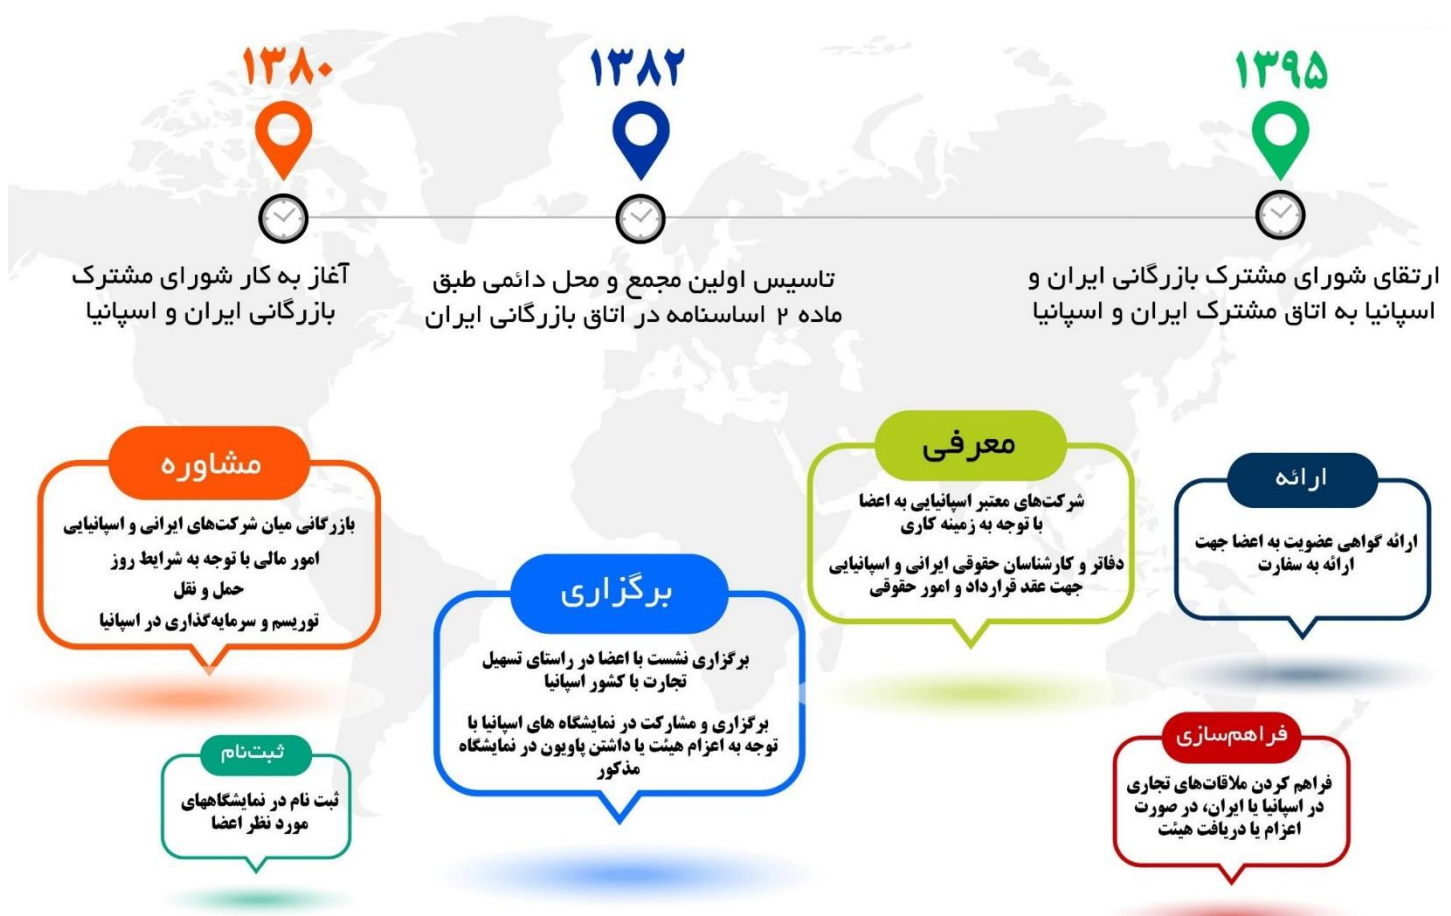 ۱۳۸۰
۱۳۸۲
۱۳۹۵
آغاز به کار شورای مشترک
بازرگانی ایران و اسپانیا
تاسیس اولین مجمع و محل دائمی طبق
ماده ۲ اساسنامه در اتاق بازرگانی ایران
ارتقای شورای مشترک بازرگانی ایران و
اسپانیا به اتاق مشترک ایران و اسپانیا
مشاوره
بازرگانی میان شرکت‌های ایرانی و اسپانیایی
امور مالی با توجه به شرایط روز
حمل و نقل
توریسم و سرمایه‌گذاری در اسپانیا
معرفی
شرکت‌های معتبر اسپانیایی به اعضا
با توجه به زمینه کاری
دفاتر و کارشناسان حقوقی ایرانی و اسپانیایی
جهت عقد قرارداد و امور حقوقی
ارائه
ارائه گواهی عضویت به اعضا جهت
ارائه به سفارت
برگزاری
برگزاری نشست با اعضا در راستای تسهیل
تجارت با کشور اسپانیا
برگزاری و مشارکت در نمایشگاه های اسپانیا با
توجه به اعزام هیئت یا داشتن پاویون در نمایشگاه
مذکور
ثبت‌نام
ثبت نام در نمایشگاههای
مورد نظر اعضا
فراهم‌سازی
فراهم کردن ملاقات‌های تجاری
در اسپانیا یا ایران، در صورت
اعزام یا دریافت هیئت